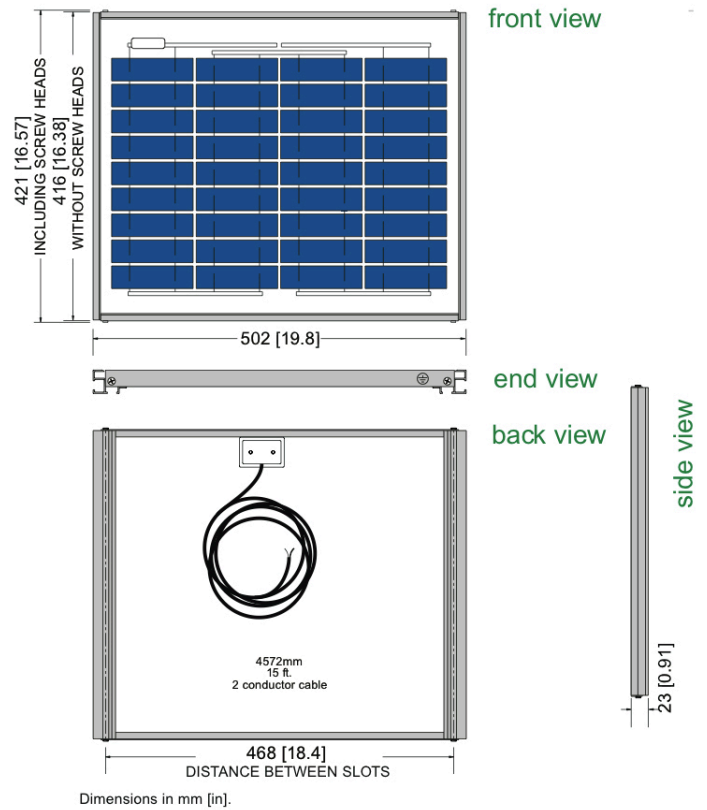 front view
421 [16.57]
INCLUDING SCREW HEADS
416 [16.38]
WITHOUT SCREW HEADS
502 [19.8]
end view
back view
side view
4572mm
15 ft.
2 conductor cable
23 [0.91]
468 [18.4]
DISTANCE BETWEEN SLOTS
Dimensions in mm [in].